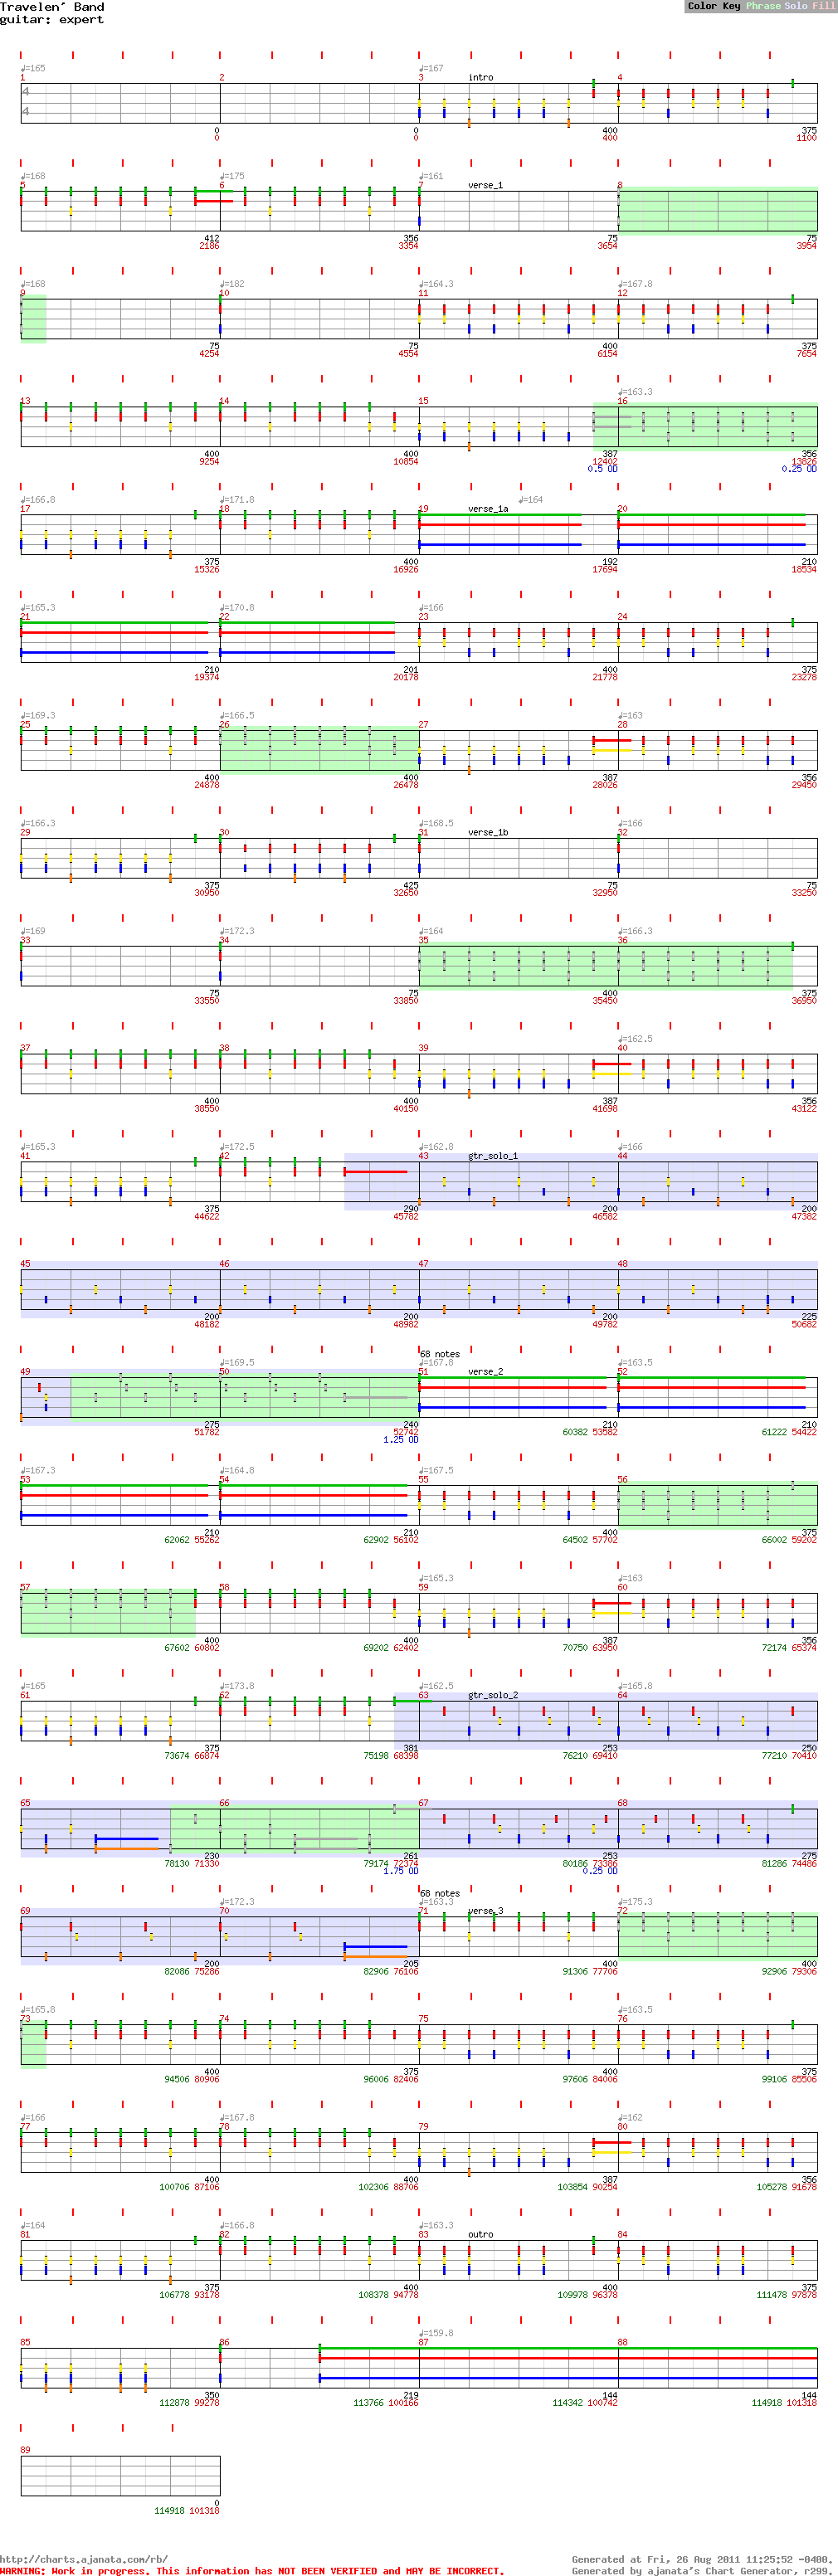 Travelen' Band
guitar: expert
Color Key Phrase Solo Fill
♩=165 ♩=167
1 2 3 intro 4
4
4
0 0 400 375
0 0 400 1100
♩=168 ♩=175 ♩=161
5 6 7 verse_1 8
412 356 75 75
2186 3354 3654 3954
♩=168 ♩=182 ♩=164.3 ♩=167.8
9 10 11 12
75 75 400 375
4254 4554 6154 7654
♩=163.3
13 14 15 16
400 400 387 356
9254 10854 12402 13826
0.5 OD 0.25 OD
♩=166.8 ♩=171.8 ♩=164
17 18 19 verse_1a 20
375 400 192 210
15326 16926 17694 18534
♩=165.3 ♩=170.8 ♩=166
21 22 23 24
210 201 400 375
19374 20178 21778 23278
♩=169.3 ♩=166.5 ♩=163
25 26 27 28
400 400 387 356
24878 26478 28026 29450
♩=166.3 ♩=168.5 ♩=166
29 30 31 verse_1b 32
375 425 75 75
30950 32650 32950 33250
♩=169 ♩=172.3 ♩=164 ♩=166.3
33 34 35 36
75 75 400 375
33550 33850 35450 36950
♩=162.5
37 38 39 40
400 400 387 356
38550 40150 41698 43122
♩=165.3 ♩=172.5 ♩=162.8 ♩=166
41 42 43 gtr_solo_1 44
375 290 200 200
44622 45782 46582 47382
45 46 47 48
200 200 200 225
48182 48982 49782 50682
68 notes
♩=169.5 ♩=167.8 ♩=163.5
49 50 51 verse_2 52
275 240 210 210
51782 52742 60382 53582 61222 54422
1.25 OD
♩=167.3 ♩=164.8 ♩=167.5
53 54 55 56
210 210 400 375
62062 55262 62902 56102 64502 57702 66002 59202
♩=165.3 ♩=163
57 58 59 60
400 400 387 356
67602 60802 69202 62402 70750 63950 72174 65374
♩=165 ♩=173.8 ♩=162.5 ♩=165.8
61 62 63 gtr_solo_2 64
375 381 253 250
73674 66874 75198 68398 76210 69410 77210 70410
65 66 67 68
230 261 253 275
78130 71330 79174 72374 80186 73386 81286 74486
1.75 OD 0.25 OD
68 notes
♩=172.3 ♩=163.3 ♩=175.3
69 70 71 verse_3 72
200 205 400 400
82086 75286 82906 76106 91306 77706 92906 79306
♩=165.8 ♩=163.5
73 74 75 76
400 375 400 375
94506 80906 96006 82406 97606 84006 99106 85506
♩=166 ♩=167.8 ♩=162
77 78 79 80
400 400 387 356
100706 87106 102306 88706 103854 90254 105278 91678
♩=164 ♩=166.8 ♩=163.3
81 82 83 outro 84
375 400 400 375
106778 93178 108378 94778 109978 96378 111478 97878
♩=159.8
85 86 87 88
350 219 144 144
112878 99278 113766 100166 114342 100742 114918 101318
89
0
114918 101318
http://charts.ajanata.com/rb/ Generated at Fri, 26 Aug 2011 11:25:52 -0400.
WARNING: Work in progress. This information has NOT BEEN VERIFIED and MAY BE INCORRECT. Generated by ajanata's Chart Generator, r299.